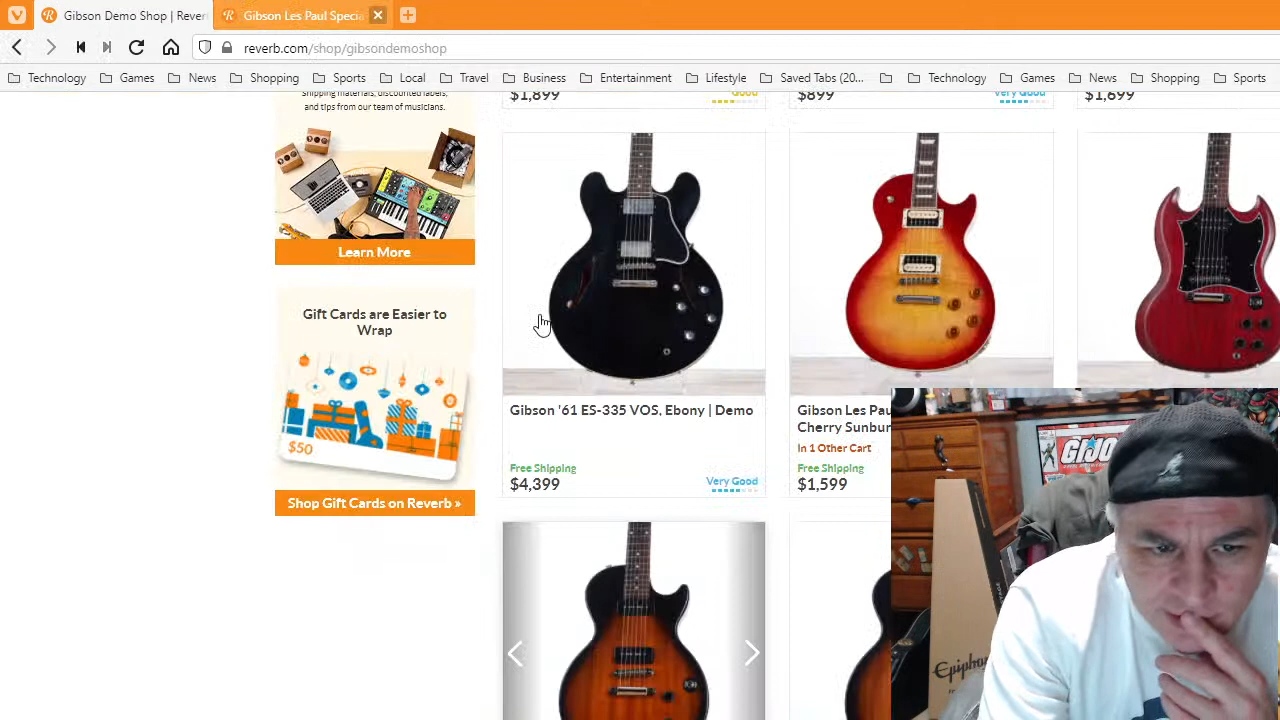 Gibson Demo Shop | Rever
Gibson Les Paul Specia
reverb.com/shop/gibsondemoshop
Technology
Games
News
Shopping
Sports
Local
Travel
Business
Entertainment
Lifestyle
Saved Tabs (20...
Technology
Games
News
Shopping
Sports
Shipping materials, discounted labels,
and tips from our team of musicians.
Learn More
Gift Cards are Easier to
Wrap
$50
Shop Gift Cards on Reverb »
$1,899
Good
$899
Very Good
$1,699
Gibson '61 ES-335 VOS, Ebony | Demo
Free Shipping
$4,399
Very Good
Gibson Les Pau
Cherry Sunbur
In 1 Other Cart
Free Shipping
$1,599
GI JOE
Epiphon